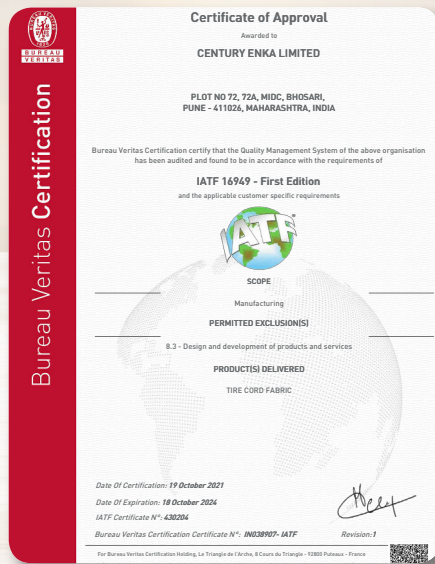 BUREAU
VERITAS
Bureau Veritas Certification
Certificate of Approval
Awarded to
CENTURY ENKA LIMITED
PLOT NO 72, 72A, MIDC, BHOSARI,
PUNE - 411026, MAHARASHTRA, INDIA
Bureau Veritas Certification certify that the Quality Management System of the above organisation
has been audited and found to be in accordance with the requirements of
IATF 16949 - First Edition
and the applicable customer specific requirements
IATF
SCOPE
Manufacturing
PERMITTED EXCLUSION(S)
8.3 - Design and development of products and services
PRODUCT(S) DELIVERED
TIRE CORD FABRIC
Date Of Certification: 19 October 2021
Date Of Expiration: 18 October 2024
IATF Certificate N°: 430204
Bureau Veritas Certification Certificate N°: IN038907- IATF Revision:1
For Bureau Veritas Certification Holding, Le Triangle de l'Arche, 8 Cours du Triangle - 92800 Puteaux - France